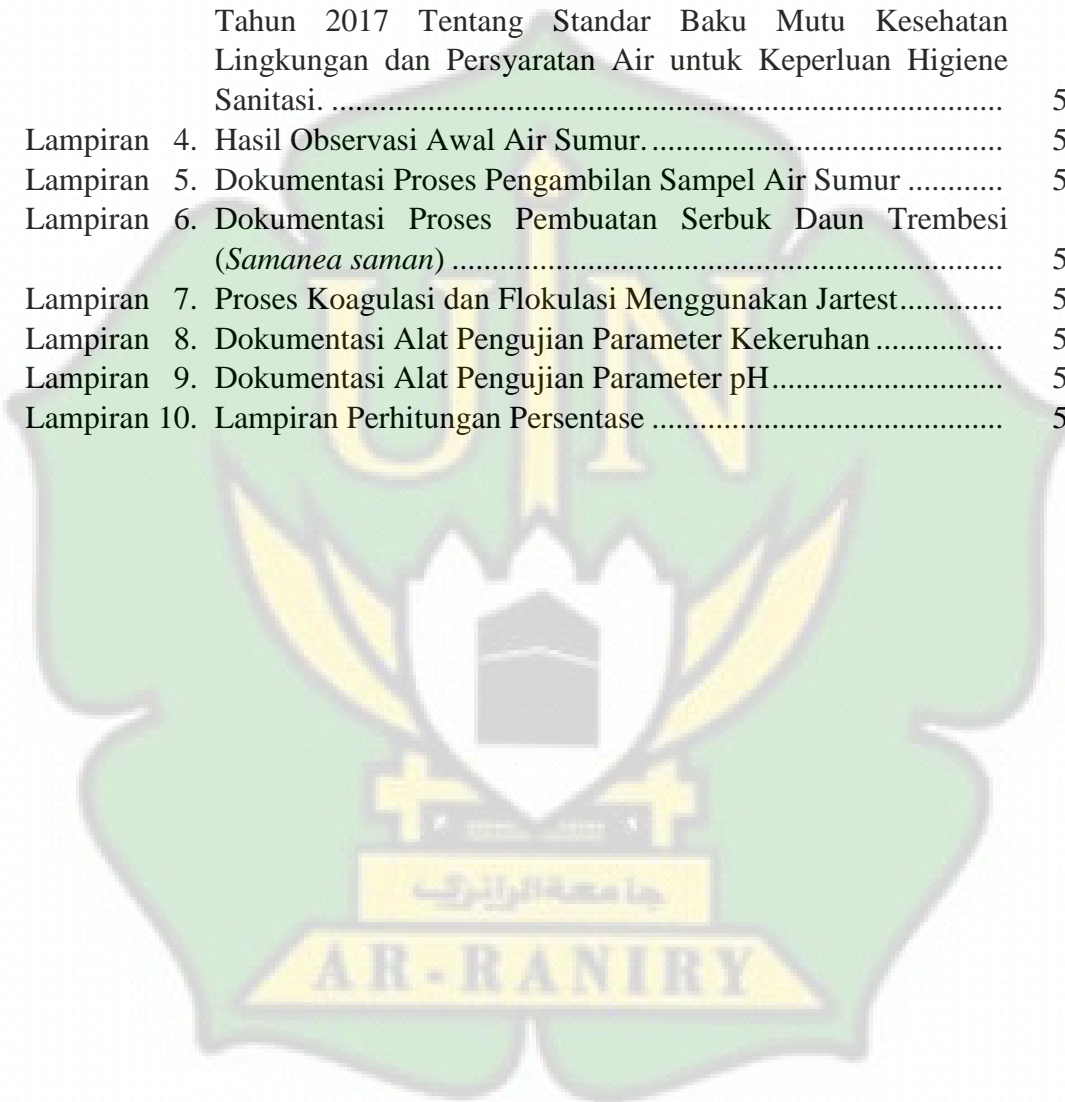 Tahun 2017 Tentang Standar Baku Mutu Kesehatan
Lingkungan dan Persyaratan Air untuk Keperluan Higiene
Sanitasi. .................................................................................... 5
Lampiran 4. Hasil Observasi Awal Air Sumur. ............................................ 5
Lampiran 5. Dokumentasi Proses Pengambilan Sampel Air Sumur ............ 5
Lampiran 6. Dokumentasi Proses Pembuatan Serbuk Daun Trembesi
(Samanea saman) ..................................................................... 5
Lampiran 7. Proses Koagulasi dan Flokulasi Menggunakan Jartest............. 5
Lampiran 8. Dokumentasi Alat Pengujian Parameter Kekeruhan ................ 5
Lampiran 9. Dokumentasi Alat Pengujian Parameter pH............................. 5
Lampiran 10. Lampiran Perhitungan Persentase ............................................ 5
UIN
جامعة الرانري
AR-RANIRY